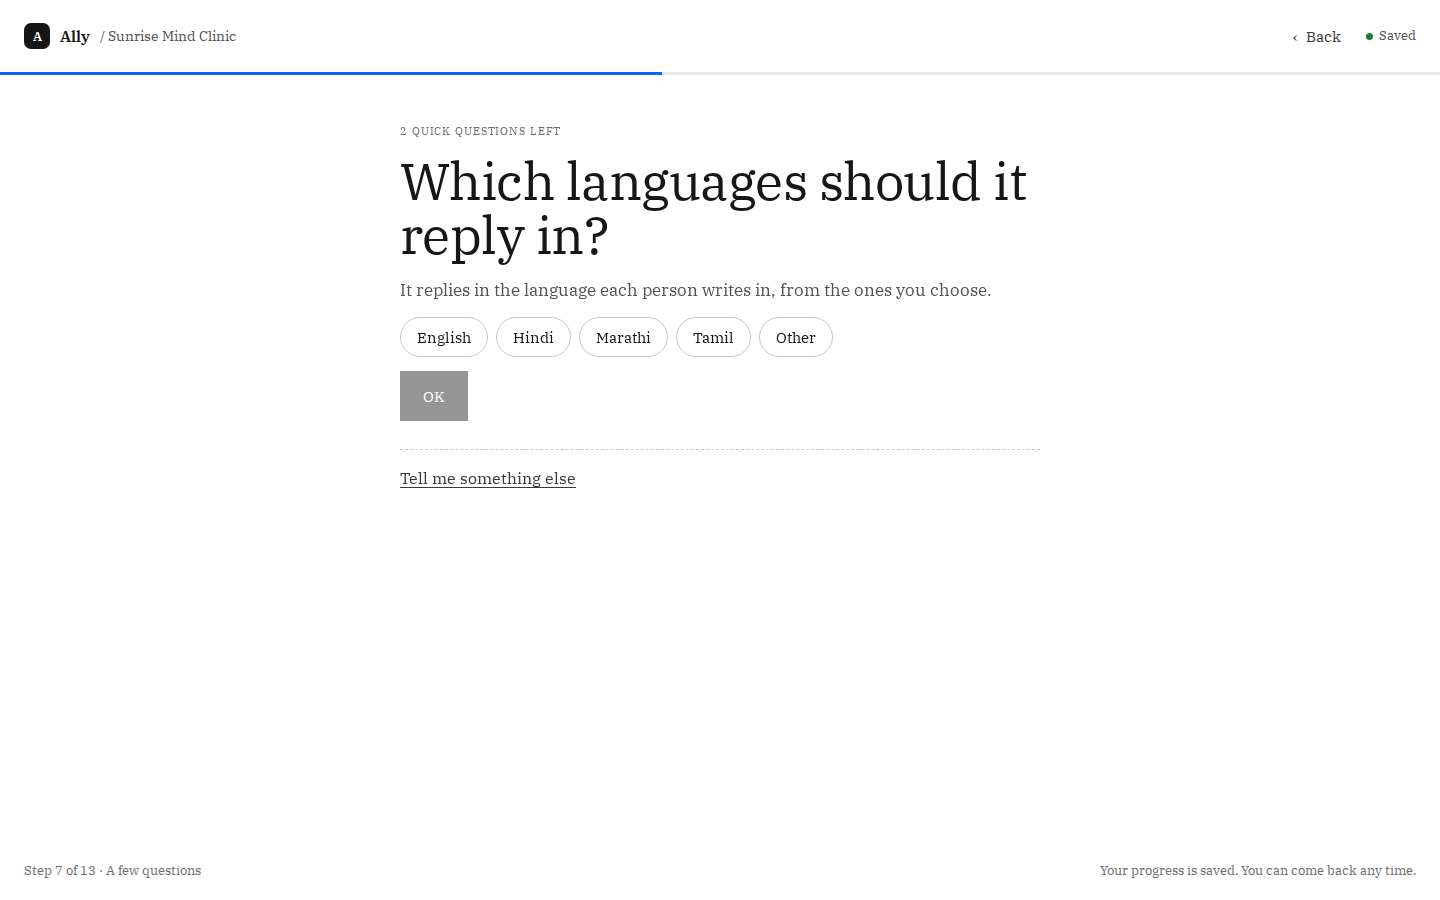 A Ally / Sunrise Mind Clinic
‹ Back
Saved
2 QUICK QUESTIONS LEFT
Which languages should it
reply in?
It replies in the language each person writes in, from the ones you choose.
English Hindi Marathi Tamil Other
OK
Tell me something else
Step 7 of 13 · A few questions
Your progress is saved. You can come back any time.